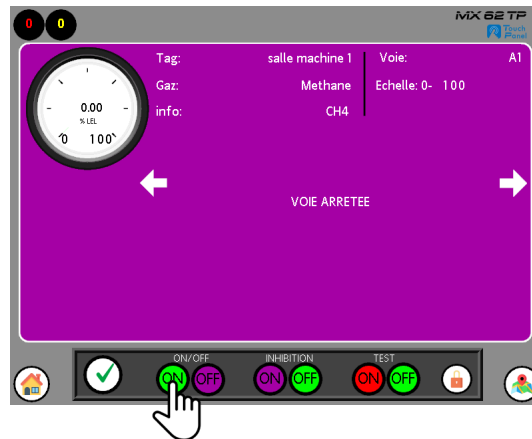 0 0
MX 62 TP
Touch Panel
Tag: salle machine 1 Voie: A1
Gaz: Methane Echelle: 0- 100
info: CH4
0.00
% LEL
0 100
VOIE ARRETEE
ON/OFF INHIBITION TEST
ON OFF ON OFF ON OFF